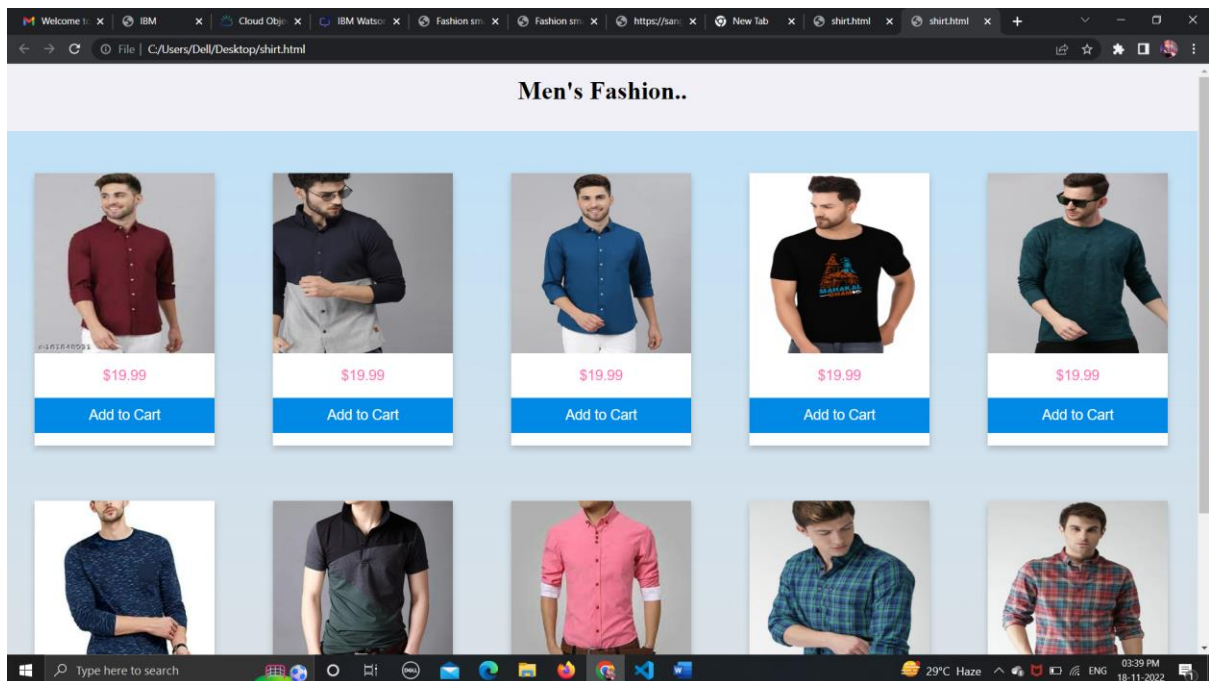 Welcome to
IBM
Cloud Obje
IBM Watson
Fashion sm
Fashion sm
https://sang
New Tab
shirt.html
shirt.html
File | C:/Users/Dell/Desktop/shirt.html
Men's Fashion..
$19.99
$19.99
$19.99
$19.99
$19.99
Add to Cart
Add to Cart
Add to Cart
Add to Cart
Add to Cart
Type here to search
29°C Haze
ENG
03:39 PM
18-11-2022